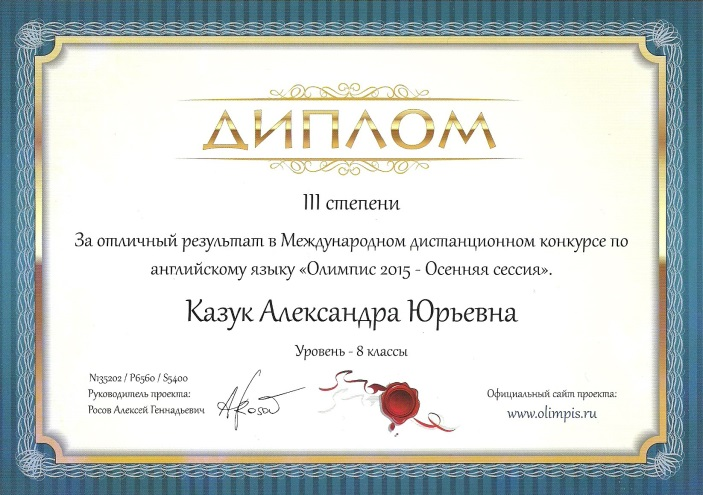 ДИПЛОМ
III степени
За отличный результат в Международном дистанционном конкурсе по
английскому языку «Олимпис 2015 - Осенняя сессия».
Казук Александра Юрьевна
Уровень - 8 классы
№35202 / P6560 / S5400
Руководитель проекта:
Росов Алексей Геннадьевич
ARosov
Официальный сайт проекта:
www.olimpis.ru